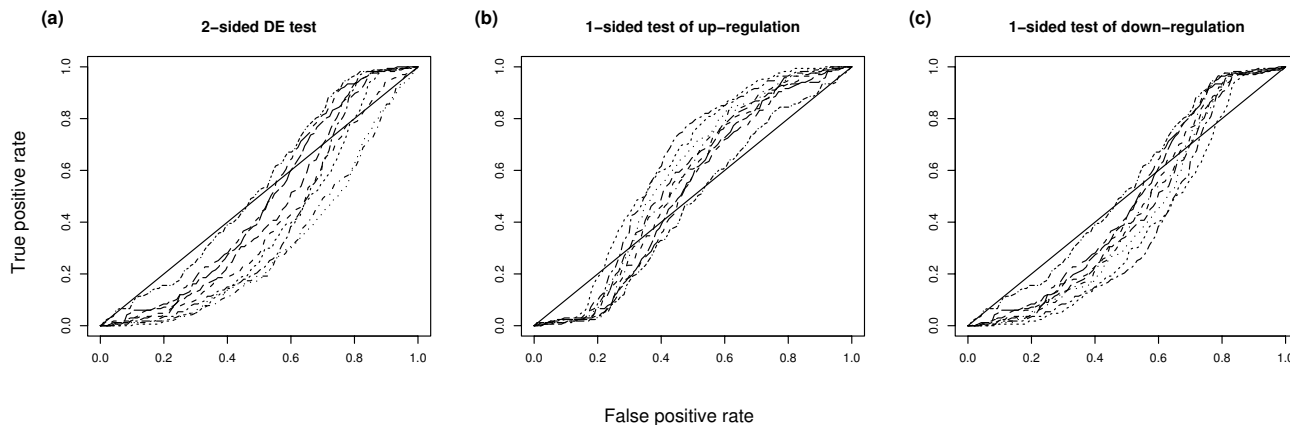 (a)
2−sided DE test
(b)
1−sided test of up−regulation
(c)
1−sided test of down−regulation
True positive rate
1.0
0.8
0.6
0.4
0.2
0.0
0.0 0.2 0.4 0.6 0.8 1.0
1.0
0.8
0.6
0.4
0.2
0.0
0.0 0.2 0.4 0.6 0.8 1.0
1.0
0.8
0.6
0.4
0.2
0.0
0.0 0.2 0.4 0.6 0.8 1.0
False positive rate